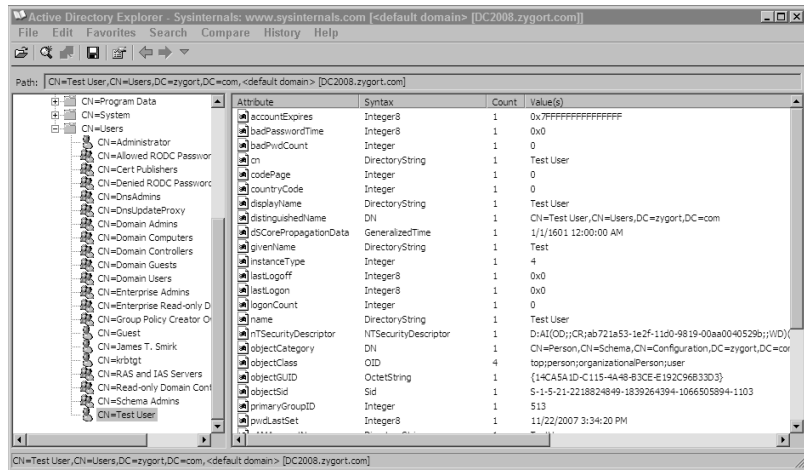 Active Directory Explorer - Sysinternals: www.sysinternals.com [<default domain> [DC2008.zygort.com]]
File Edit Favorites Search Compare History Help
Path: CN=Test User,CN=Users,DC=zygort,DC=com,<default domain> [DC2008.zygort.com]
CN=Program Data
CN=System
CN=Users
CN=Administrator
CN=Allowed RODC Passwor
CN=Cert Publishers
CN=Denied RODC Password
CN=DnsAdmins
CN=DnsUpdateProxy
CN=Domain Admins
CN=Domain Computers
CN=Domain Controllers
CN=Domain Guests
CN=Domain Users
CN=Enterprise Admins
CN=Enterprise Read-only D
CN=Group Policy Creator O
CN=Guest
CN=James T. Smirk
CN=krbtgt
CN=RAS and IAS Servers
CN=Read-only Domain Cont
CN=Schema Admins
CN=Test User
Attribute Syntax Count Value(s)
accountExpires Integer8 1 0x7FFFFFFFFFFFFFFF
badPasswordTime Integer8 1 0x0
badPwdCount Integer 1 0
cn DirectoryString 1 Test User
codePage Integer 1 0
countryCode Integer 1 0
displayName DirectoryString 1 Test User
distinguishedName DN 1 CN=Test User,CN=Users,DC=zygort,DC=com
dSCorePropagationData GeneralizedTime 1 1/1/1601 12:00:00 AM
givenName DirectoryString 1 Test
instanceType Integer 1 4
lastLogoff Integer8 1 0x0
lastLogon Integer8 1 0x0
logonCount Integer 1 0
name DirectoryString 1 Test User
nTSecurityDescriptor NTSecurityDescriptor 1 D:AI(OD;;CR;ab721a53-1e2f-11d0-9819-00aa0040529b;;WD)(
objectCategory DN 1 CN=Person,CN=Schema,CN=Configuration,DC=zygort,DC=cor
objectClass OID 4 top;person;organizationalPerson;user
objectGUID OctetString 1 {14CA5A1D-C115-4A48-B3CE-E192C96B33D3}
objectSid Sid 1 S-1-5-21-2218824849-1839264394-1066505894-1103
primaryGroupID Integer 1 513
pwdLastSet Integer8 1 11/22/2007 3:34:20 PM
CN=Test User,CN=Users,DC=zygort,DC=com,<default domain> [DC2008.zygort.com]